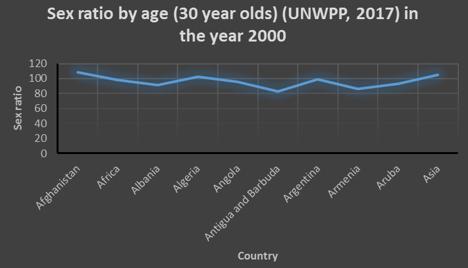 Sex ratio by age (30 year olds) (UNWPP, 2017) in
the year 2000
120
100
80
60
40
20
0
Sex ratio
Afghanistan
Africa
Albania
Algeria
Angola
Antigua and Barbuda
Argentina
Armenia
Aruba
Asia
Country